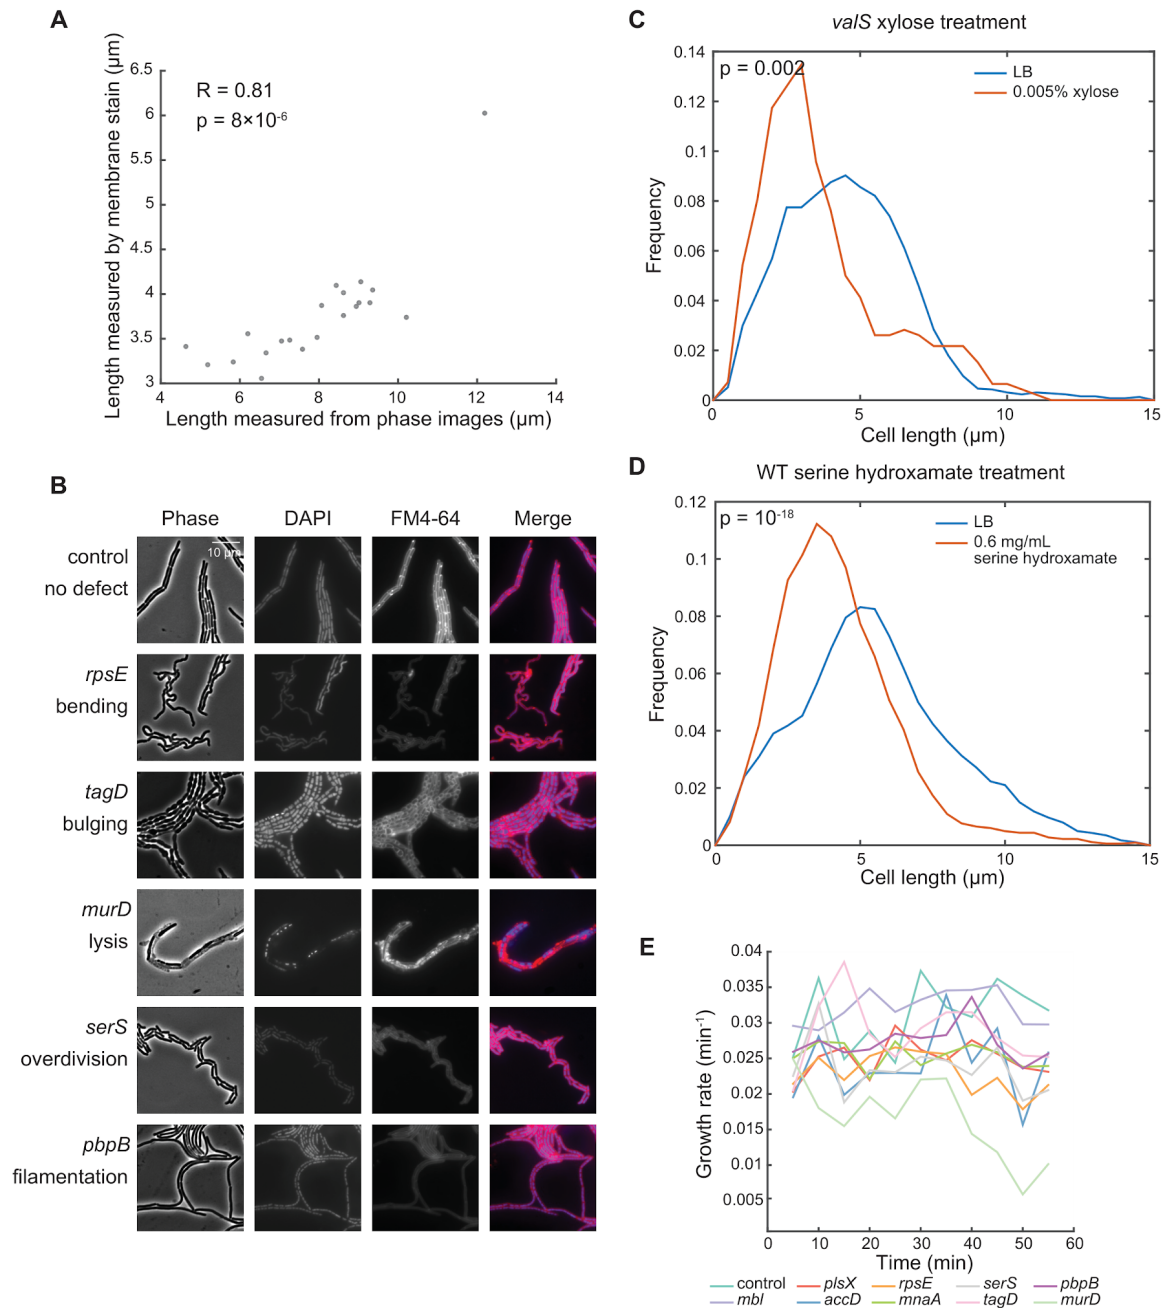 A
Length measured by membrane stain (µm)
6.5
6
5.5
5
4.5
4
3.5
3
R = 0.81
p = 8×10-6
4 6 8 10 12 14
Length measured from phase images (µm)
B
Phase DAPI FM4-64 Merge
10 µm
control
no defect
rpsE
bending
tagD
bulging
murD
lysis
serS
overdivision
pbpB
filamentation
C
valS xylose treatment
p = 0.002
LB
0.005% xylose
Frequency
0.14
0.12
0.1
0.08
0.06
0.04
0.02
0
0 5 10 15
Cell length (µm)
D
WT serine hydroxamate treatment
p = 10-18
LB
0.6 mg/mL
serine hydroxamate
Frequency
0.12
0.1
0.08
0.06
0.04
0.02
0
0 5 10 15
Cell length (µm)
E
Growth rate (min-1)
0.04
0.035
0.03
0.025
0.02
0.015
0.01
0.005
0 10 20 30 40 50 60
Time (min)
control plsX rpsE serS pbpB
mbl accD mnaA tagD murD